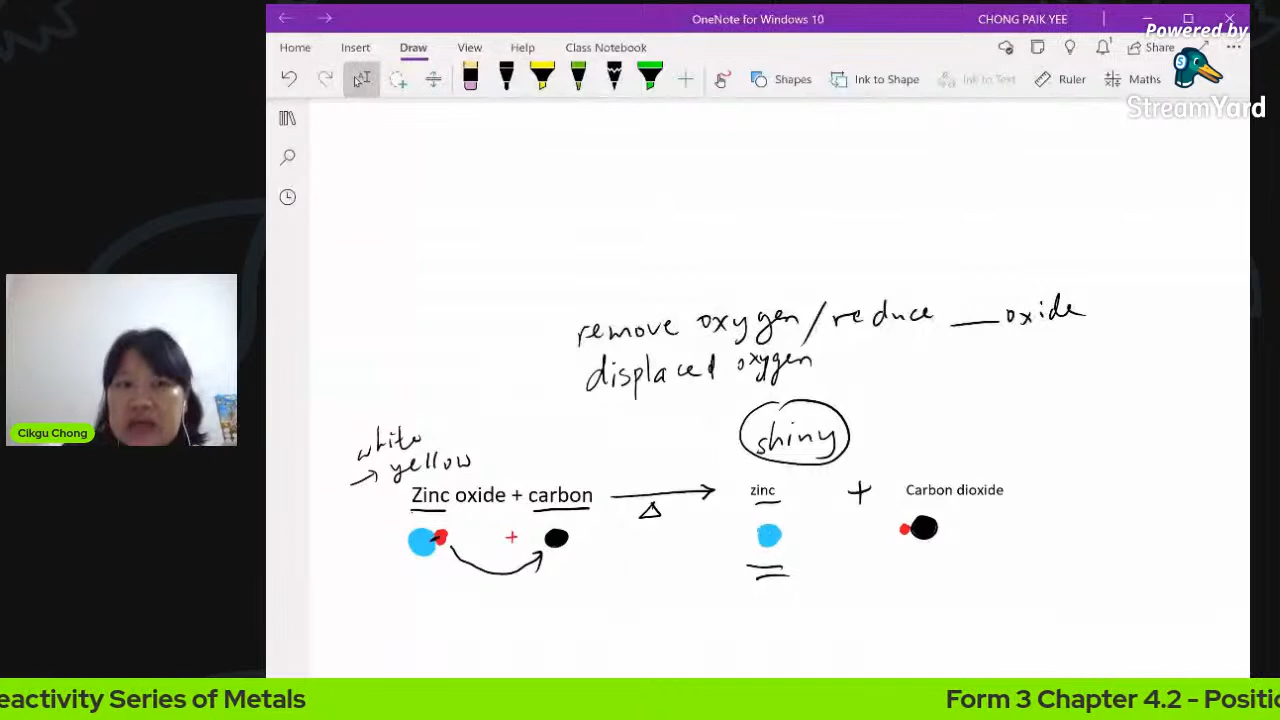 OneNote for Windows 10
CHONG PAIK YEE
Powered by
StreamYard
Home Insert Draw View Help Class Notebook Share
Shapes Ink to Shape Ink to Text Ruler Maths
remove oxygen/reduce __ oxide
displaced oxygen
white
→ yellow
shiny
Zinc oxide + carbon → zinc + Carbon dioxide
Δ
+
Cikgu Chong
eactivity Series of Metals
Form 3 Chapter 4.2 - Positio